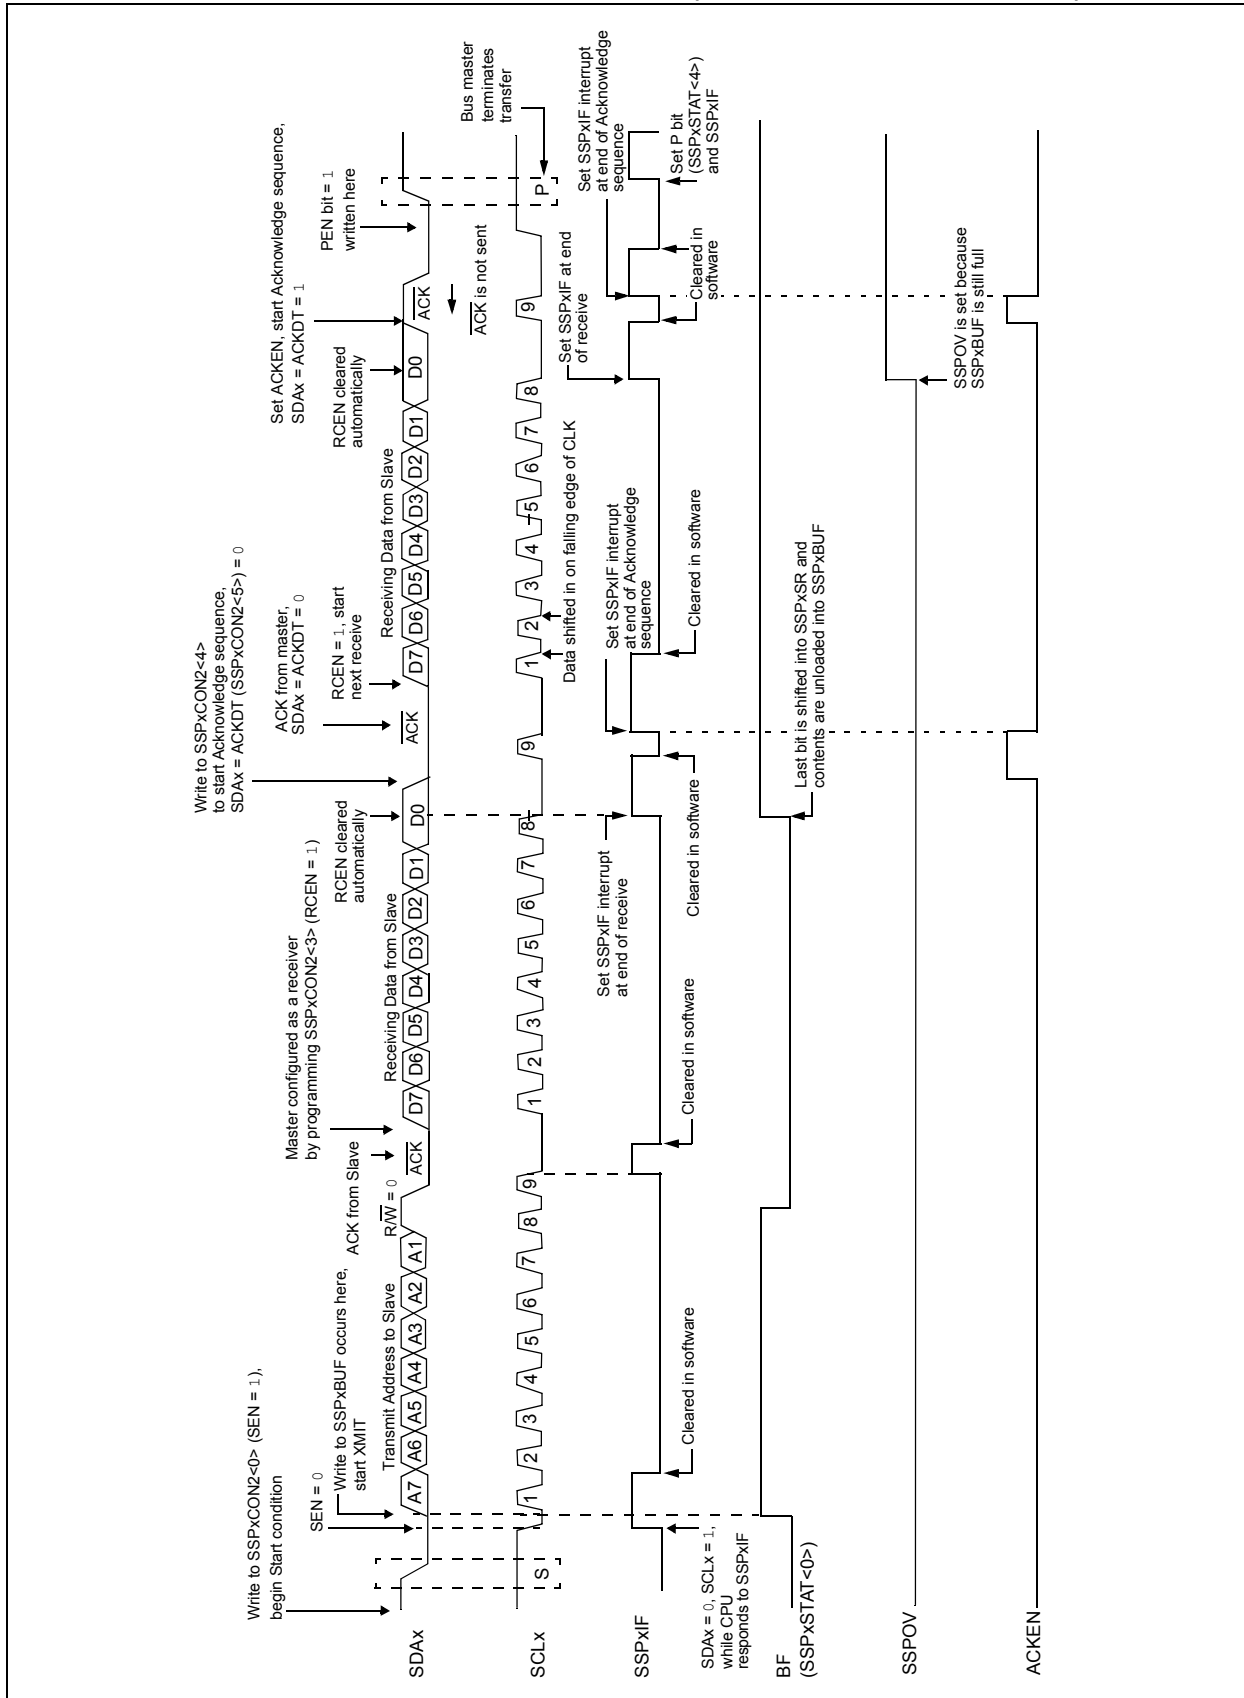 Write to SSPxCON2<0> (SEN = 1),
begin Start condition
SEN = 0
Write to SSPxBUF occurs here,
start XMIT
ACK from Slave
Master configured as a receiver
by programming SSPxCON2<3> (RCEN = 1)
RCEN cleared
automatically
Write to SSPxCON2<4>
to start Acknowledge sequence,
SDAx = ACKDT (SSPxCON2<5>) = 0
ACK from master,
SDAx = ACKDT = 0
RCEN = 1, start
next receive
RCEN cleared
automatically
Set ACKEN, start Acknowledge sequence,
SDAx = ACKDT = 1
PEN bit = 1
written here
Transmit Address to Slave
R/W = 0
Receiving Data from Slave
Receiving Data from Slave
SDAx
A7 A6 A5 A4 A3 A2 A1 ACK D7 D6 D5 D4 D3 D2 D1 D0 ACK D7 D6 D5 D4 D3 D2 D1 D0 ACK
ACK is not sent
Bus master
terminates
transfer
SCLx
S 1 2 3 4 5 6 7 8 9 1 2 3 4 5 6 7 8 9 1 2 3 4 5 6 7 8 9 P
Data shifted in on falling edge of CLK
Set SSPxIF interrupt
at end of receive
Set SSPxIF interrupt
at end of Acknowledge
sequence
Set SSPxIF at end
of receive
Set SSPxIF interrupt
at end of Acknowledge
sequence
SSPxIF
SDAx = 0, SCLx = 1,
while CPU
responds to SSPxIF
Cleared in software
Cleared in software
Cleared in software
Cleared in software
Cleared in
software
Set P bit
(SSPxSTAT<4>)
and SSPxIF
BF
(SSPxSTAT<0>)
Last bit is shifted into SSPxSR and
contents are unloaded into SSPxBUF
SSPOV
SSPOV is set because
SSPxBUF is still full
ACKEN